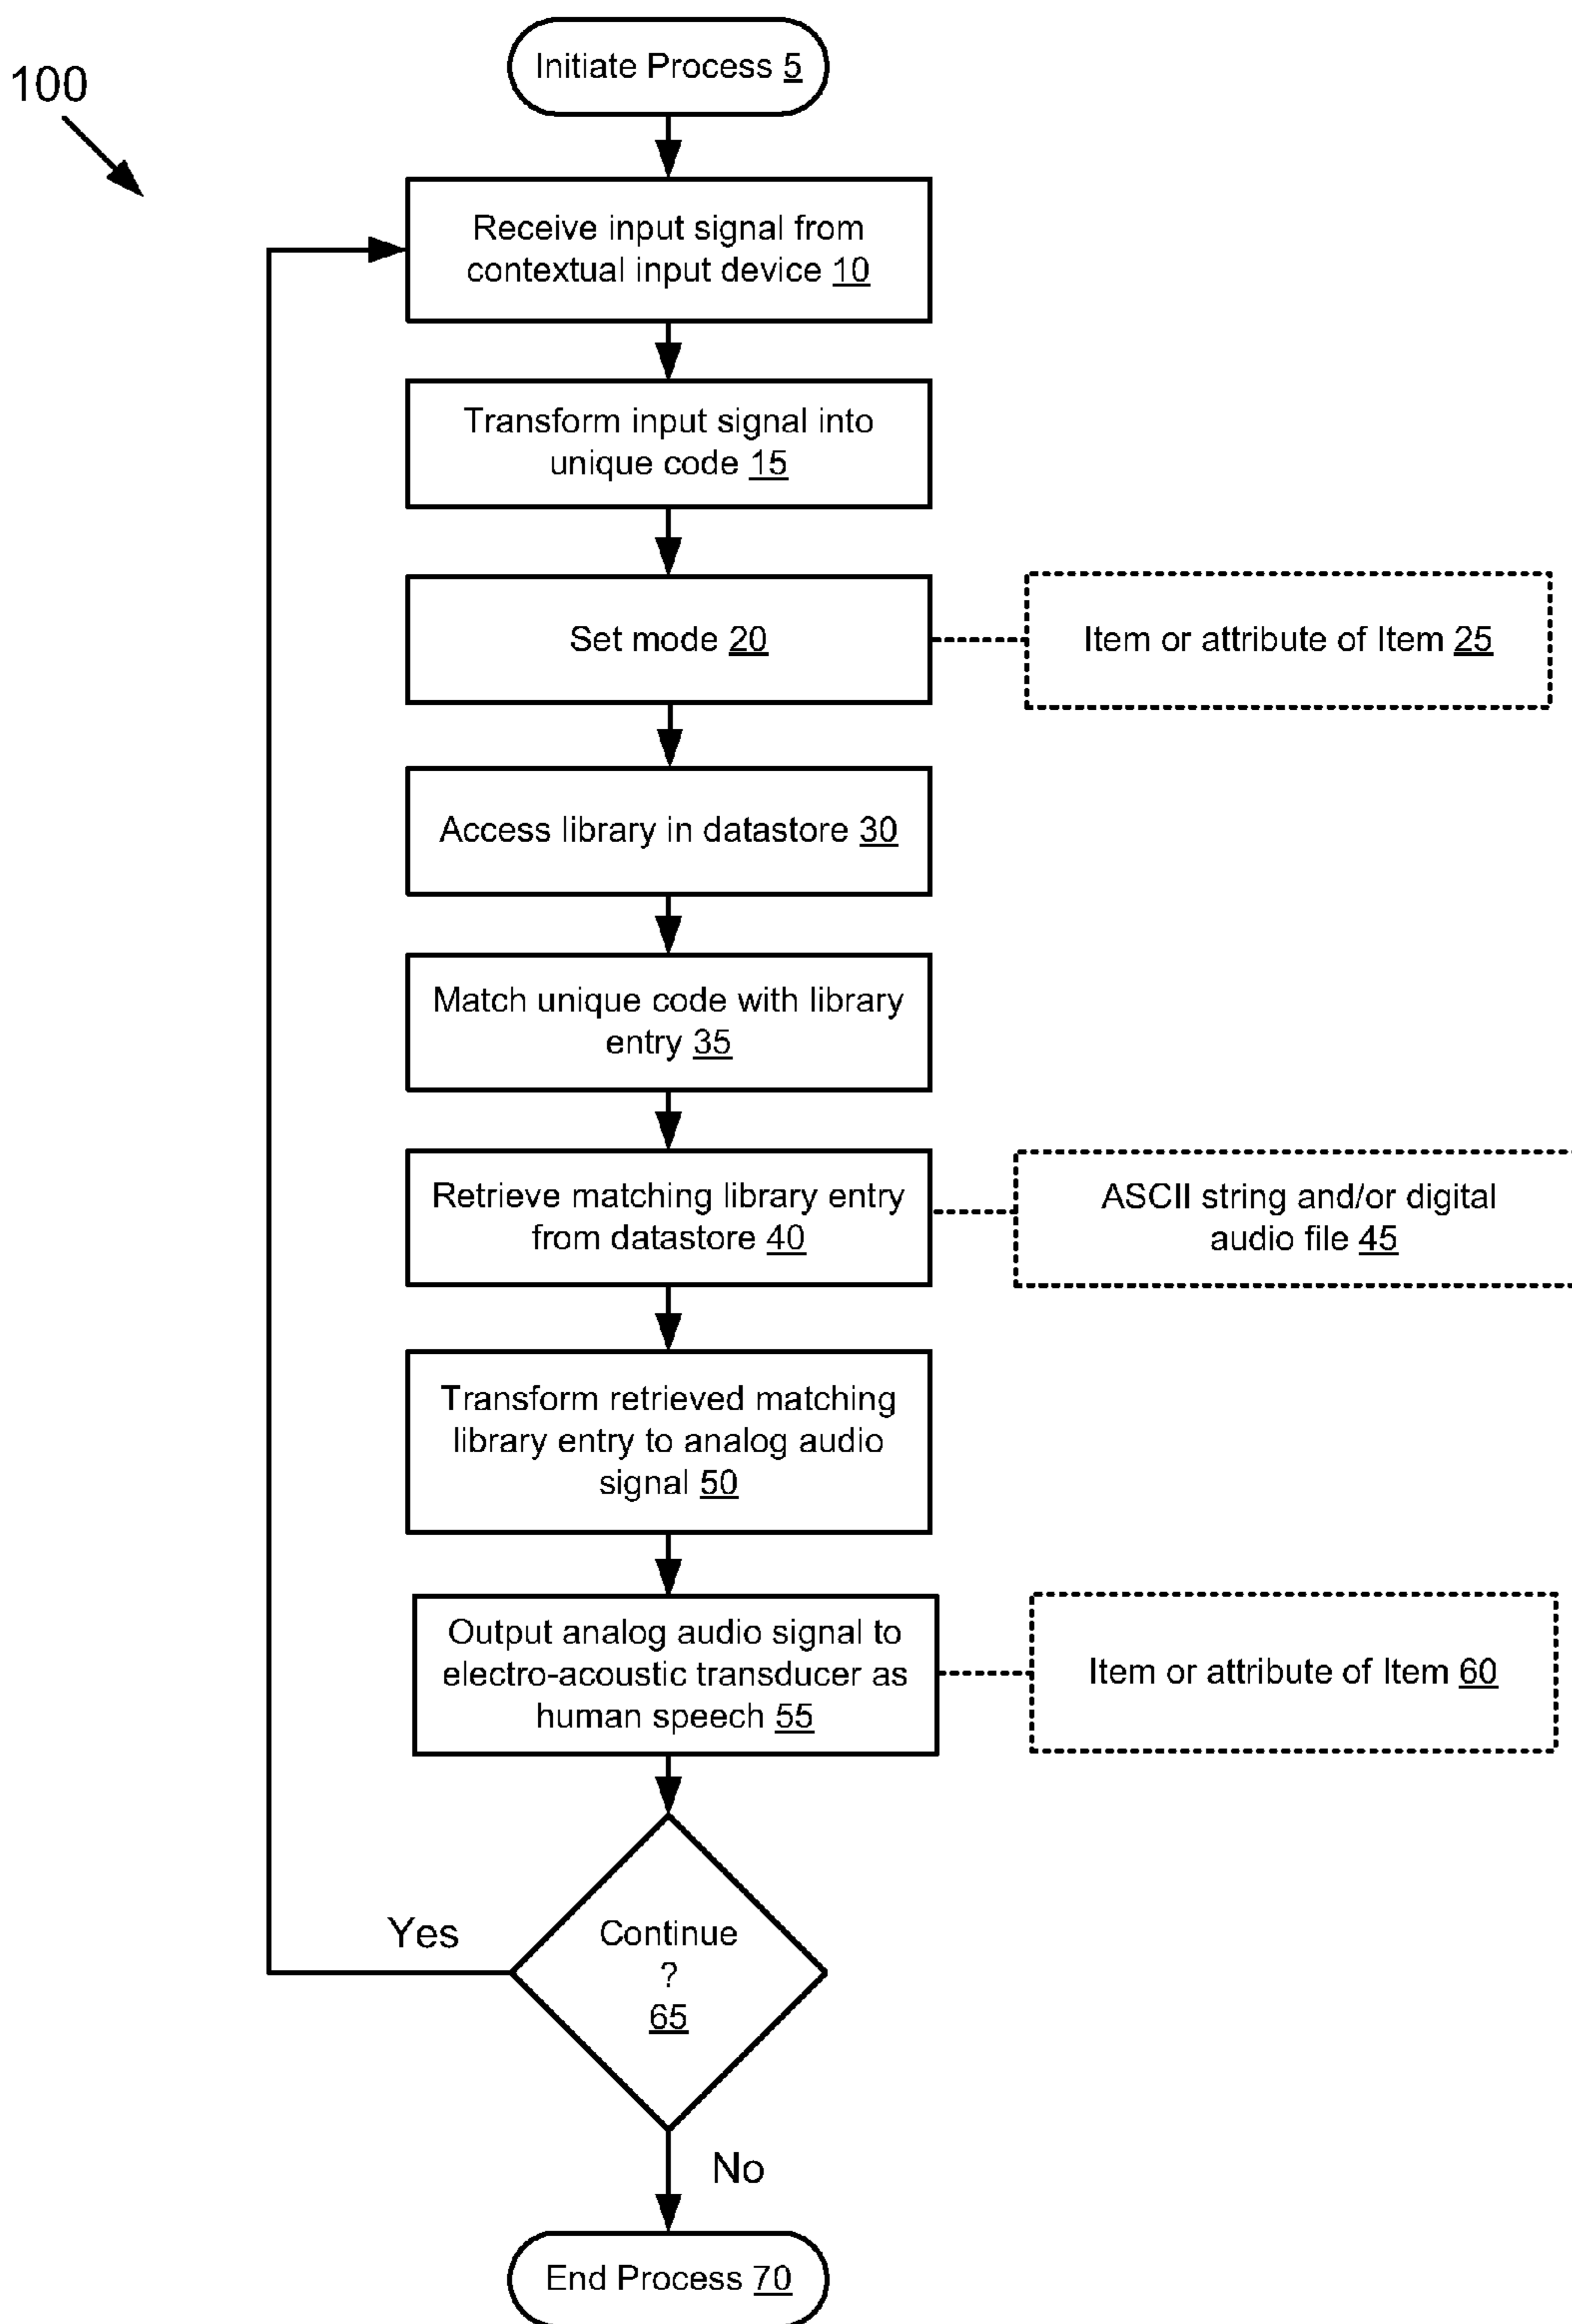 100
Initiate Process 5
Receive input signal from
contextual input device 10
Transform input signal into
unique code 15
Set mode 20
Item or attribute of Item 25
Access library in datastore 30
Match unique code with library
entry 35
Retrieve matching library entry
from datastore 40
ASCII string and/or digital
audio file 45
Transform retrieved matching
library entry to analog audio
signal 50
Output analog audio signal to
electro-acoustic transducer as
human speech 55
Item or attribute of Item 60
Continue
?
65
Yes
No
End Process 70